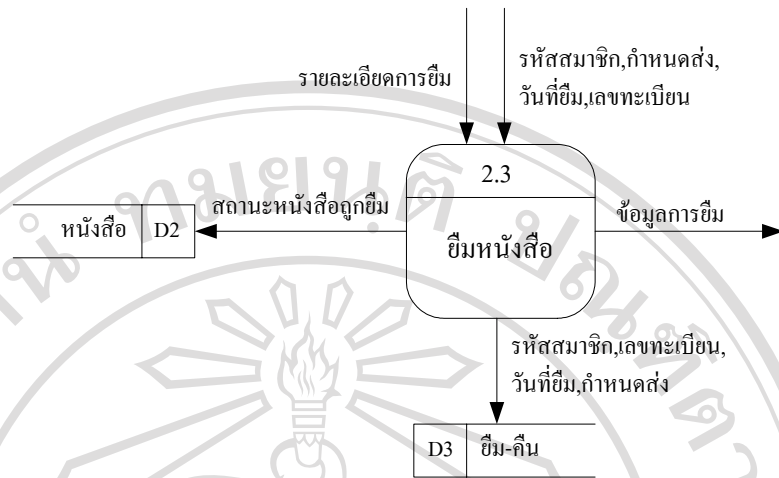 รายละเอียดการยืม
รหัสสมาชิก,กำหนดส่ง,
วันที่ยืม,เลขทะเบียน
2.3
ยืมหนังสือ
หนังสือ D2
สถานะหนังสือถูกยืม
ข้อมูลการยืม
รหัสสมาชิก,เลขทะเบียน,
วันที่ยืม,กำหนดส่ง
D3 ยืม-คืน